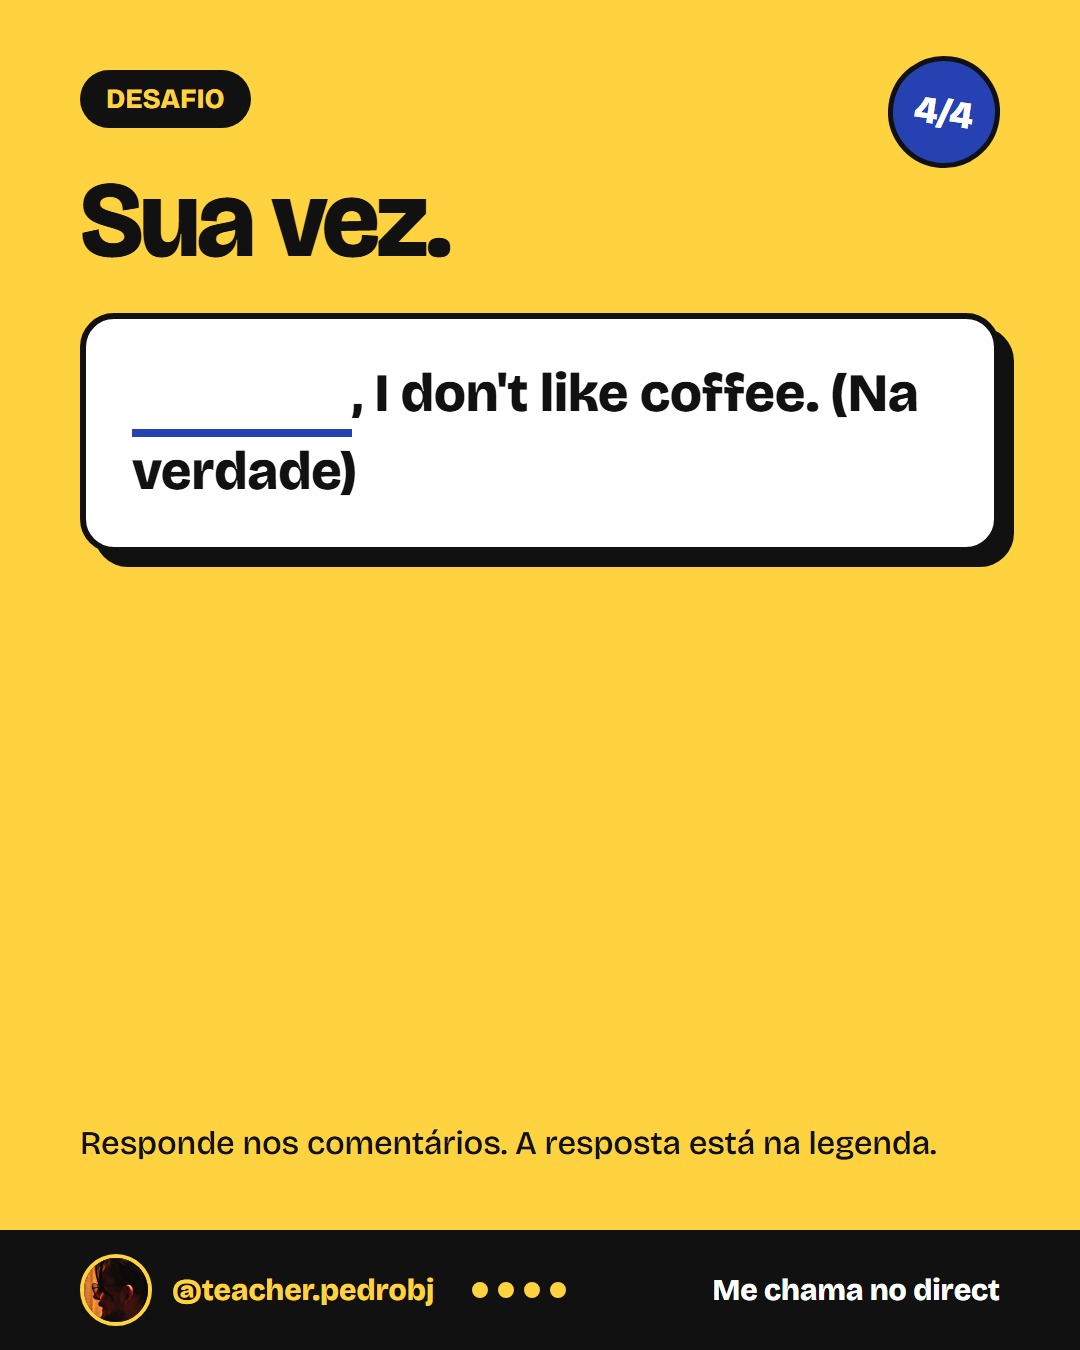 DESAFIO
4/4
Sua vez.
________, I don't like coffee. (Na
verdade)
Responde nos comentários. A resposta está na legenda.
@teacher.pedrobj
Me chama no direct